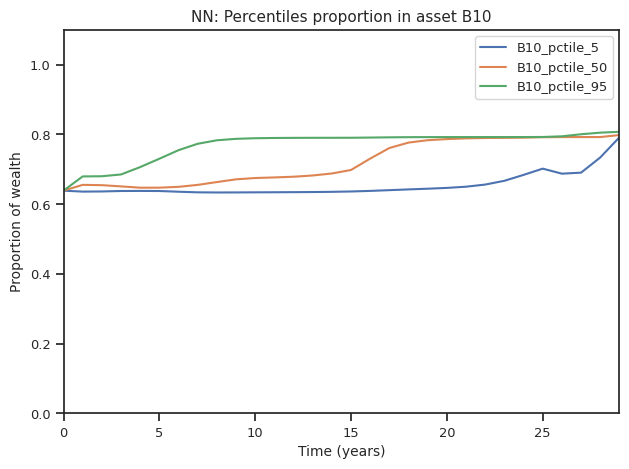 NN: Percentiles proportion in asset B10
B10_pctile_5
B10_pctile_50
B10_pctile_95
Proportion of wealth
1.0
0.8
0.6
0.4
0.2
0.0
0 5 10 15 20 25
Time (years)